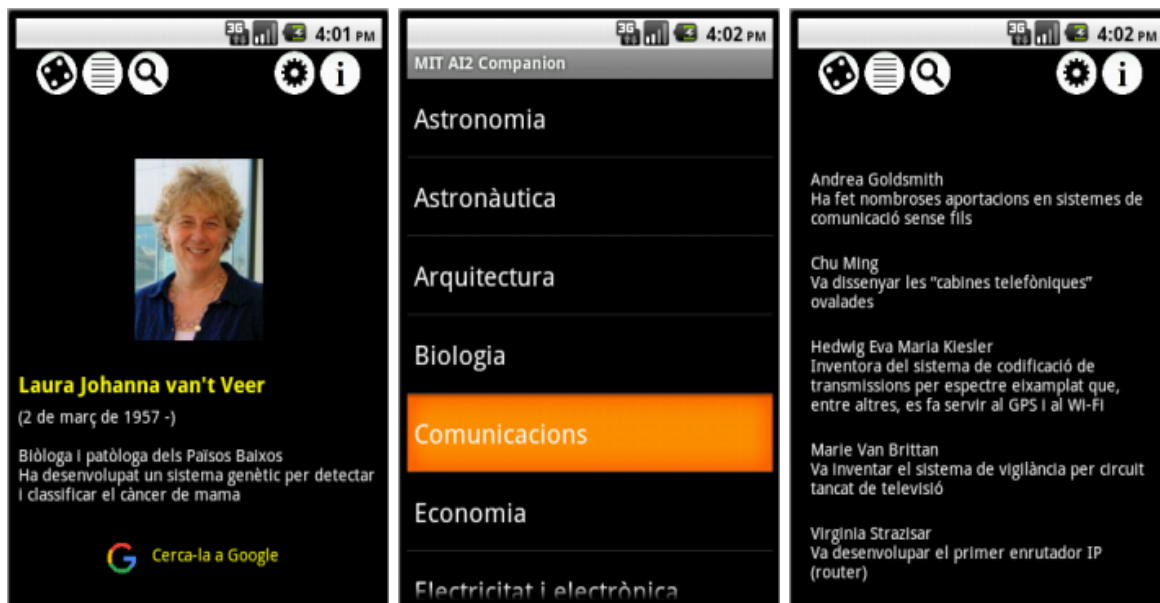 3G 4:01 PM
i
Laura Johanna van't Veer
(2 de març de 1957 -)
Biòloga i patòloga dels Països Baixos
Ha desenvolupat un sistema genètic per detectar
i classificar el càncer de mama
G Cerca-la a Google
3G 4:02 PM
MIT AI2 Companion
Astronomia
Astronàutica
Arquitectura
Biologia
Comunicacions
Economia
Electricitat i electrònica
3G 4:02 PM
i
Andrea Goldsmith
Ha fet nombroses aportacions en sistemes de
comunicació sense fils
Chu Ming
Va dissenyar les “cabines telefòniques”
ovalades
Hedwig Eva Maria Kiesler
Inventora del sistema de codificació de
transmissions per espectre eixamplat que,
entre altres, es fa servir al GPS i al Wi-Fi
Marie Van Brittan
Va inventar el sistema de vigilància per circuit
tancat de televisió
Virginia Strazisar
Va desenvolupar el primer enrutador IP
(router)